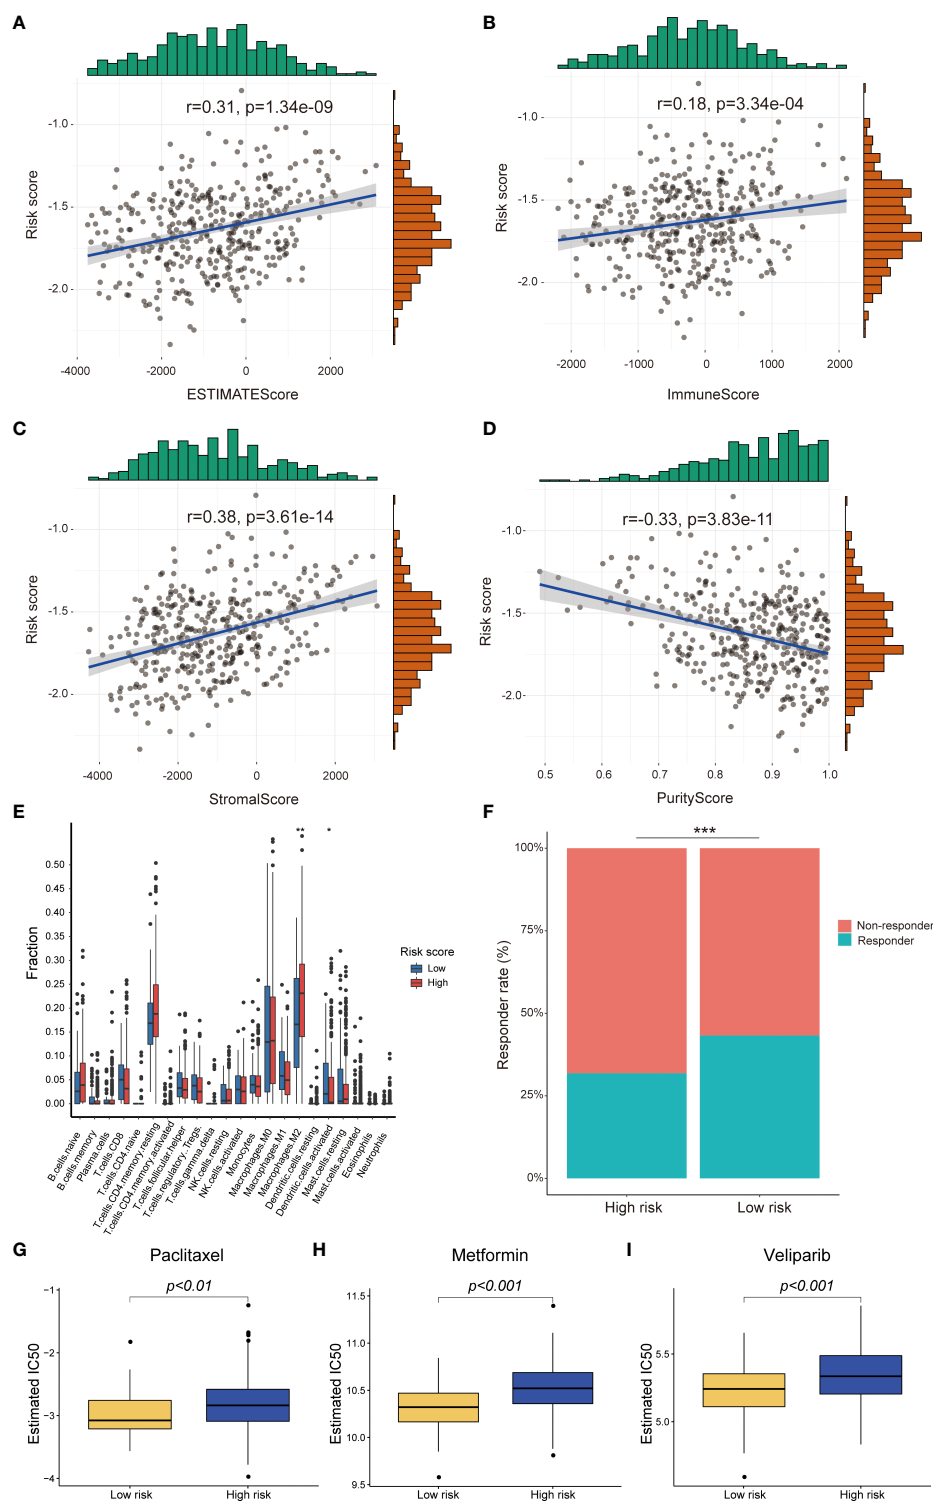 A
r=0.31, p=1.34e-09
Risk score
-1.0
-1.5
-2.0
-4000
-2000
0
2000
ESTIMATEScore
B
r=0.18, p=3.34e-04
Risk score
-1.0
-1.5
-2.0
-2000
-1000
0
1000
2000
ImmuneScore
C
r=0.38, p=3.61e-14
Risk score
-1.0
-1.5
-2.0
-4000
-2000
0
2000
StromalScore
D
r=-0.33, p=3.83e-11
Risk score
-1.0
-1.5
-2.0
0.5
0.6
0.7
0.8
0.9
1.0
PurityScore
E
** *
Fraction
0.50
0.45
0.40
0.35
0.30
0.25
0.20
0.15
0.10
0.05
0.00
Risk score
Low
High
B.cells.naive
B.cells.memory
Plasma.cells
T.cells.CD8
T.cells.CD4.naive
T.cells.CD4.memory.resting
T.cells.CD4.memory.activated
T.cells.follicular.helper
T.cells.regulatory..Tregs.
T.cells.gamma.delta
NK.cells.resting
NK.cells.activated
Monocytes
Macrophages.M0
Macrophages.M1
Macrophages.M2
Dendritic.cells.resting
Dendritic.cells.activated
Mast.cells.resting
Mast.cells.activated
Eosinophils
Neutrophils
F
***
Responder rate (%)
100%
75%
50%
25%
0%
High risk
Low risk
Non-responder
Responder
G
Paclitaxel
p<0.01
Estimated IC50
−1
−2
−3
−4
Low risk
High risk
H
Metformin
p<0.001
Estimated IC50
11.5
11.0
10.5
10.0
9.5
Low risk
High risk
I
Veliparib
p<0.001
Estimated IC50
5.5
5.0
Low risk
High risk